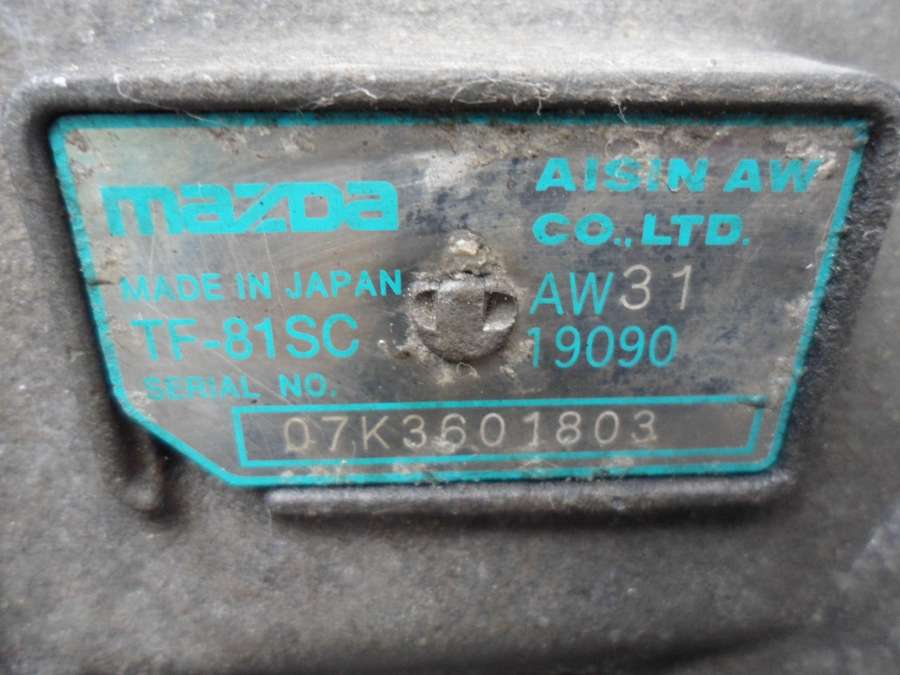 mazda
AISIN AW
CO., LTD.
MADE IN JAPAN
AW31
TF-81SC
19090
SERIAL NO.
07K3601803